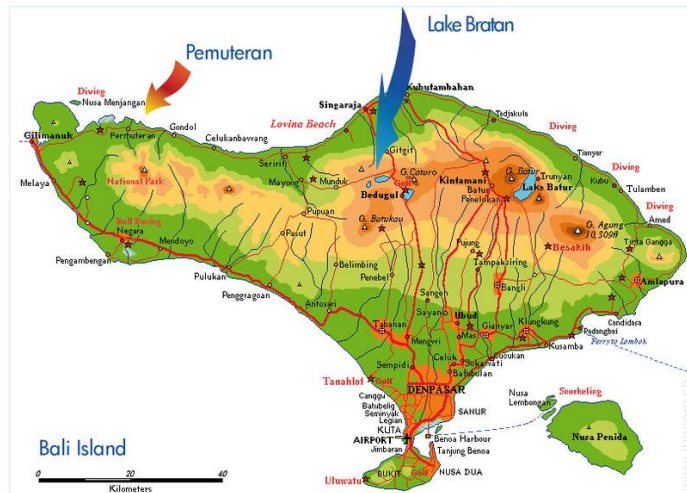 Lake Bratan
Pemuteran
Diving
Nusa Menjangan
Kubutambahan
Singaraja
Tedjakula
Gilimanuk
Permuteran
Gondol
Celukanbawang
Lovina Beach
Diving
Gitgit
Tianyar
Seririt
G. Batur
Trunyan
Diving
Melaya
National Park
Mayong
Munduk
G. Catur
Golf
Kintamani
Batur
Lake Batur
Kubu
Tulamben
Bedugul
Penelokan
Pupuan
Diving
Bull Racing
Negara
G. Batukau
G. Agung
10,309ft
Amed
Mendoyo
Pasut
Pujung
Besakih
Tirta Gangga
Pengambengan
Belimbing
Tampaksiring
Pulukan
Penebel
Bangli
Amlapura
Penggragoan
Sangeh
Antosari
Sayan
Ubud
Klungkung
Candidasa
Tabanan
Gianyar
Padangbai
Mengwi
Mas
Kusamba
Ferry to Lombok
Celuk
Sukawati
Sempidi
Batubulan
Tanahlot
Golf
DENPASAR
Nusa
Lembongan
Snorkeling
Canggu
Batubelig
Seminyak
SANUR
Legian
KUTA
Nusa Penida
AIRPORT
Benoa Harbour
Jimbaran
Tanjung Benoa
Bali Island
BUKIT
Golf
NUSA DUA
Uluwatu
0 20 40
Kilometers